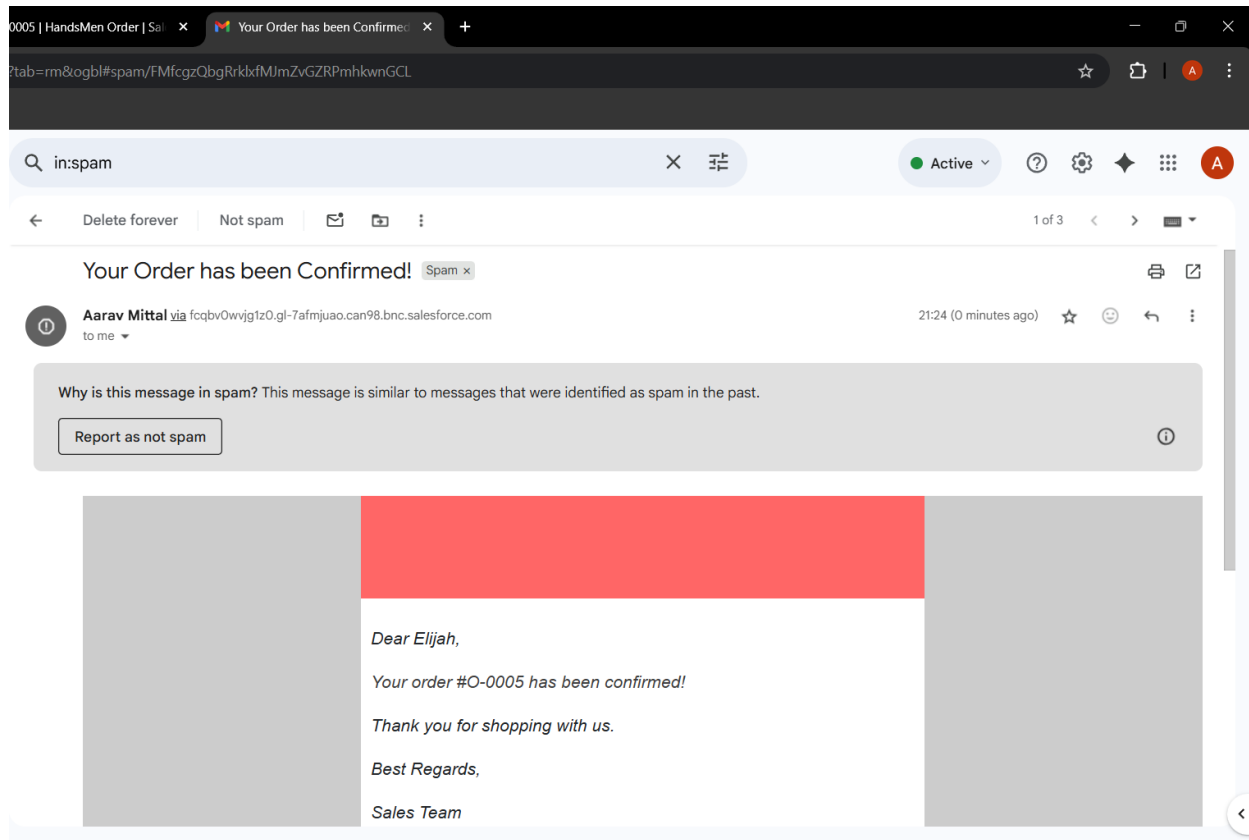 0005 | HandsMen Order | Sal
Your Order has been Confirmed
?tab=rm&ogbl#spam/FMfcgzQbgRrklxfMJmZvGZRPmhkwnGCL
A
in:spam
Active
A
Delete forever
Not spam
1 of 3
Your Order has been Confirmed!
Spam ×
Aarav Mittal via fcqbv0wvjg1z0.gl-7afmjuao.can98.bnc.salesforce.com
21:24 (0 minutes ago)
to me
Why is this message in spam? This message is similar to messages that were identified as spam in the past.
Report as not spam
Dear Elijah,
Your order #O-0005 has been confirmed!
Thank you for shopping with us.
Best Regards,
Sales Team